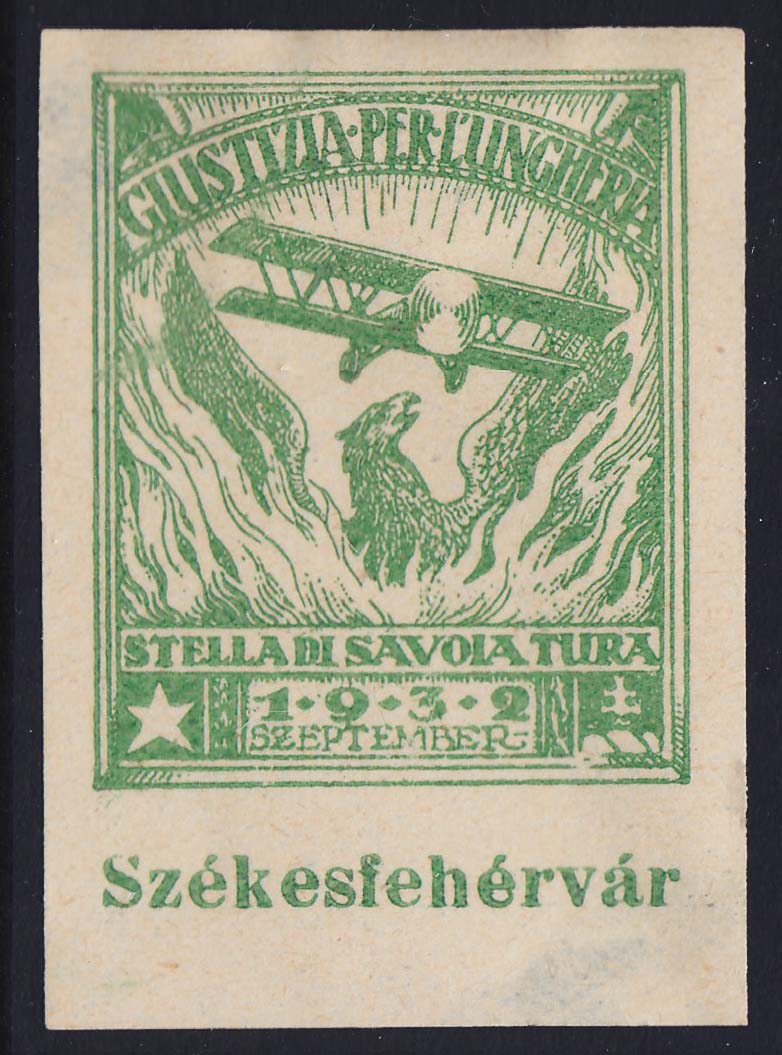 GIUSTIZIA·PER·L'UNGHERIA
STELLA DI SAVOIA TURA
1·9·3·2
SZEPTEMBER-
Székesfehérvár